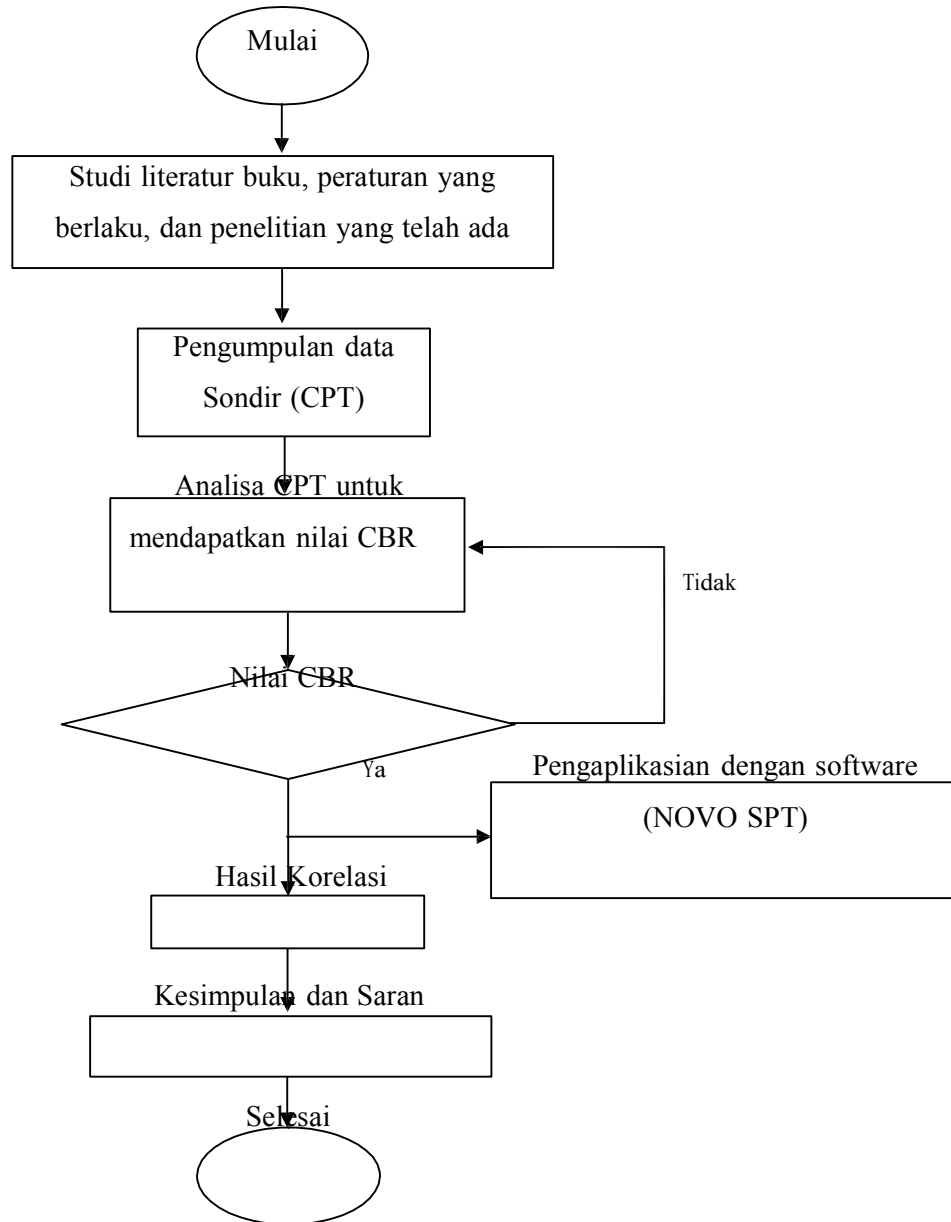 Mulai
Studi literatur buku, peraturan yang
berlaku, dan penelitian yang telah ada
Pengumpulan data
Sondir (CPT)
Analisa CPT untuk
mendapatkan nilai CBR
Tidak
Nilai CBR
Ya
Pengaplikasian dengan software
(NOVO SPT)
Hasil Korelasi
Kesimpulan dan Saran
Selesai